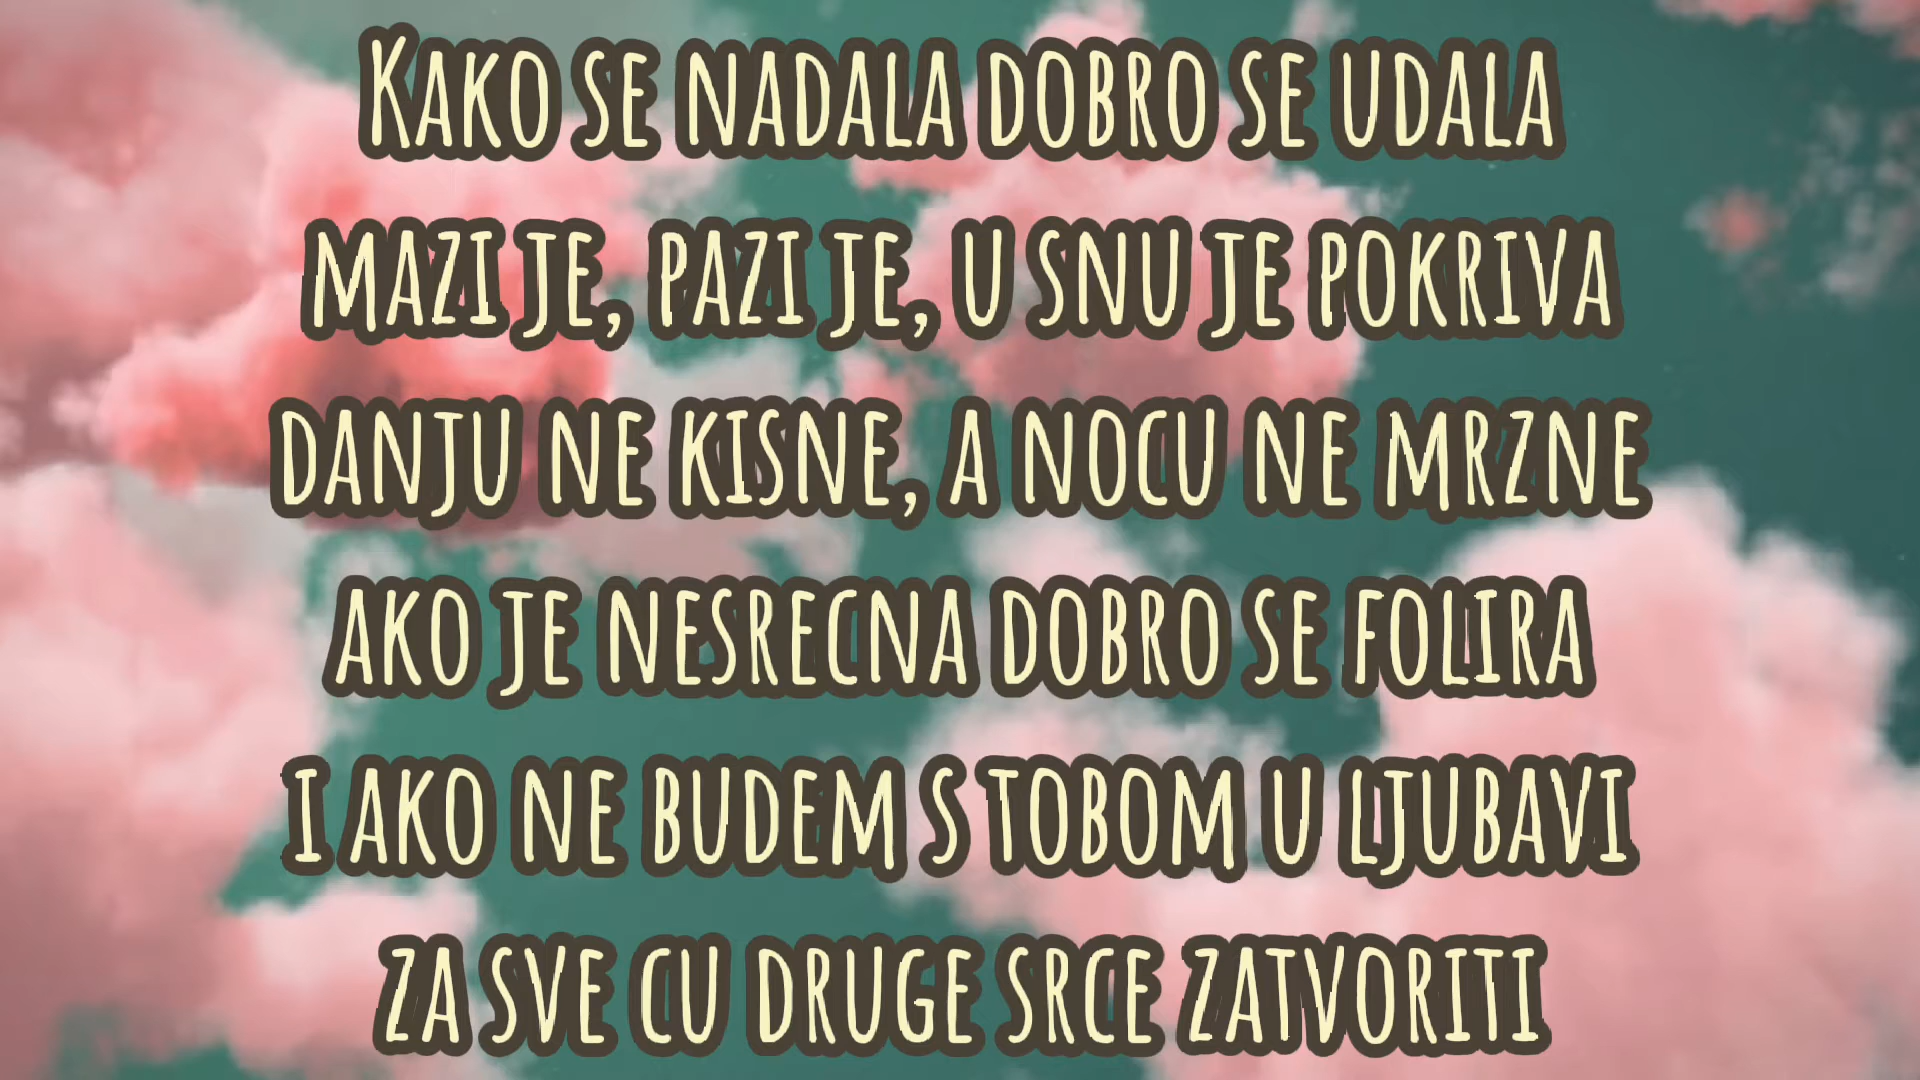 Kako se nadala dobro se udala
mazi je, pazi je, u snu je pokriva
danju ne kisne, a nocu ne mrzne
ako je nesrecna dobro se folira
i ako ne budem s tobom u ljubavi
za sve cu druge srce zatvoriti